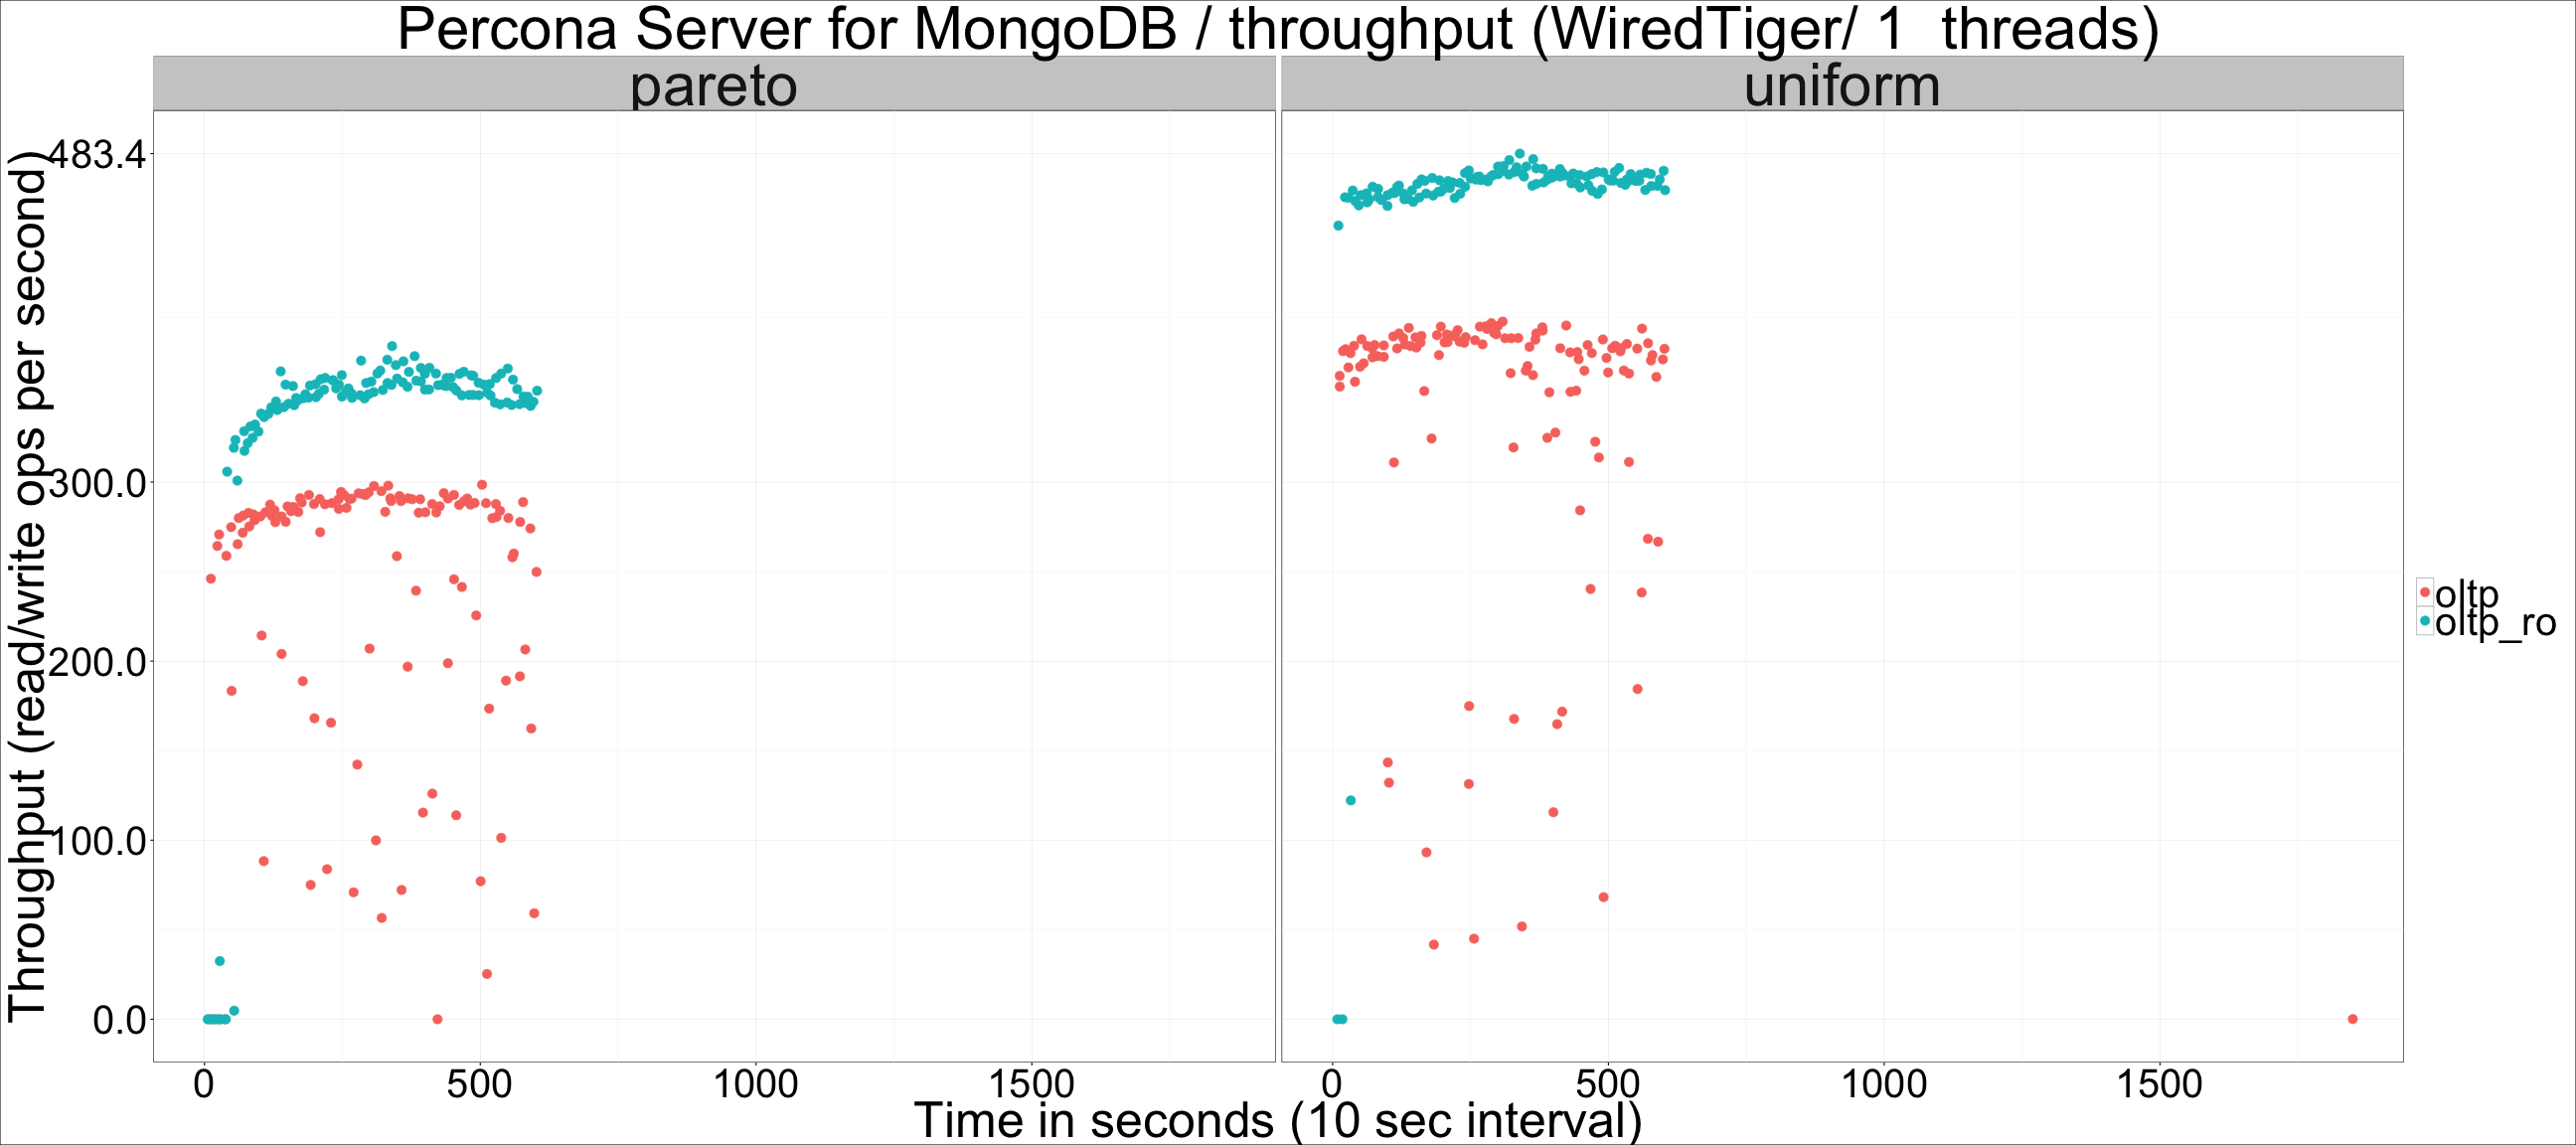 Percona Server for MongoDB / throughput (WiredTiger/ 1  threads)
pareto
uniform
Throughput (read/write ops per second)
483.4
300.0
200.0
100.0
0.0
0 500 1000 1500
0 500 1000 1500
Time in seconds (10 sec interval)
oltp
oltp_ro